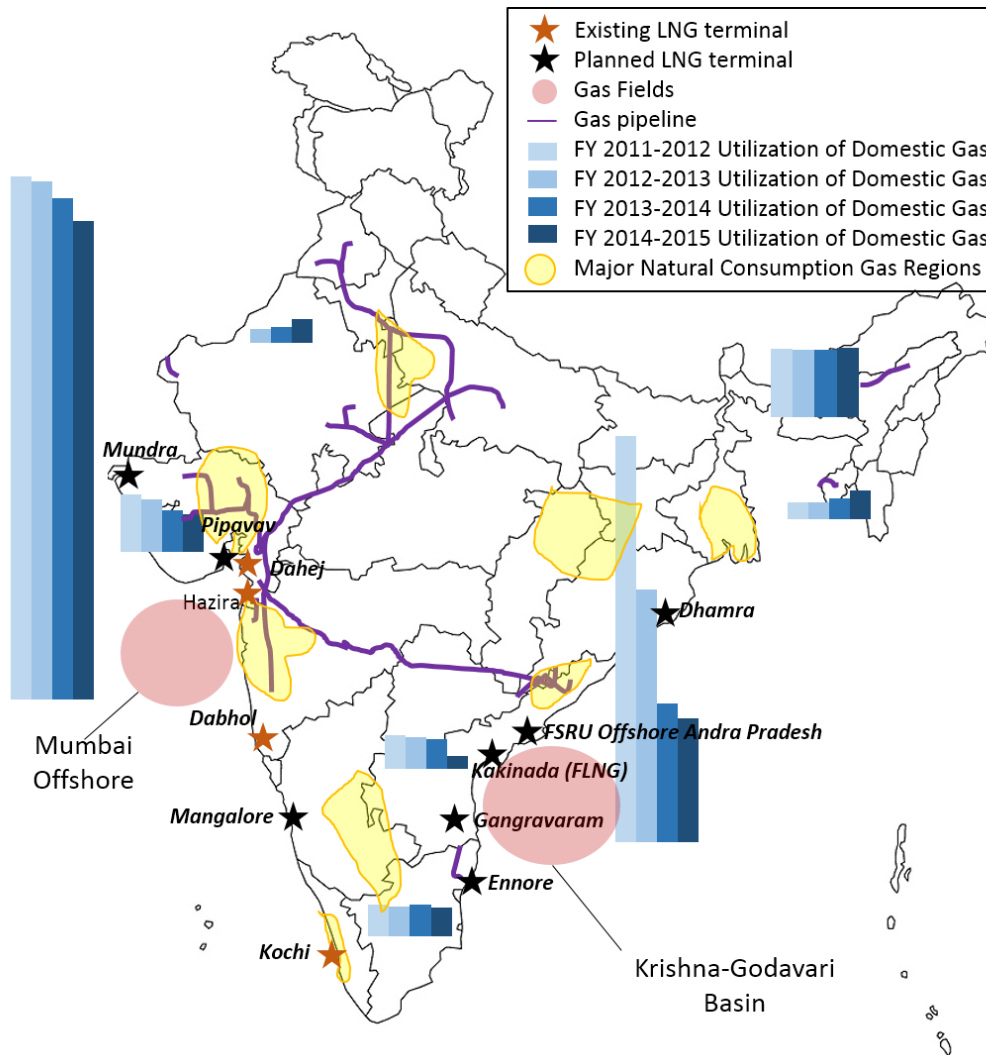 Existing LNG terminal
Planned LNG terminal
Gas Fields
Gas pipeline
FY 2011-2012 Utilization of Domestic Gas
FY 2012-2013 Utilization of Domestic Gas
FY 2013-2014 Utilization of Domestic Gas
FY 2014-2015 Utilization of Domestic Gas
Major Natural Consumption Gas Regions
Mundra
Pipavav
Dahej
Hazira
Dhamra
Dabhol
Mumbai
Offshore
FSRU Offshore Andra Pradesh
Kakinada (FLNG)
Mangalore
Gangravaram
Ennore
Kochi
Krishna-Godavari
Basin